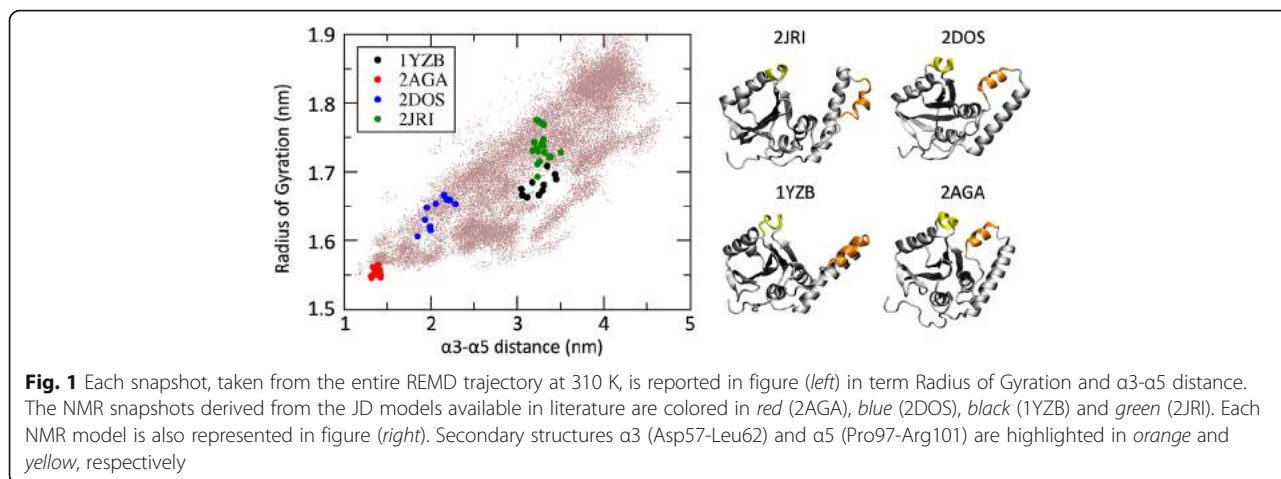 1.9
1.8
1.7
1.6
1.5
Radius of Gyration (nm)
1YZB
2AGA
2DOS
2JRI
1 2 3 4 5
α3-α5 distance (nm)
2JRI 2DOS
1YZB 2AGA
Fig. 1 Each snapshot, taken from the entire REMD trajectory at 310 K, is reported in figure (left) in term Radius of Gyration and α3-α5 distance.
The NMR snapshots derived from the JD models available in literature are colored in red (2AGA), blue (2DOS), black (1YZB) and green (2JRI). Each
NMR model is also represented in figure (right). Secondary structures α3 (Asp57-Leu62) and α5 (Pro97-Arg101) are highlighted in orange and
yellow, respectively